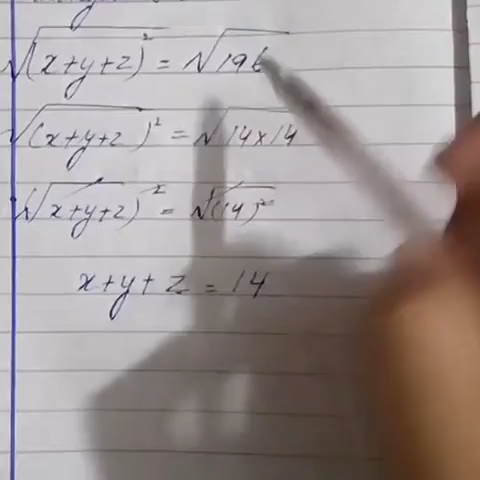 √(x+y+z)² = √196
√(x+y+z)² = √14×14
(√x+y+z)² = √(14)²
x+y+z = 14